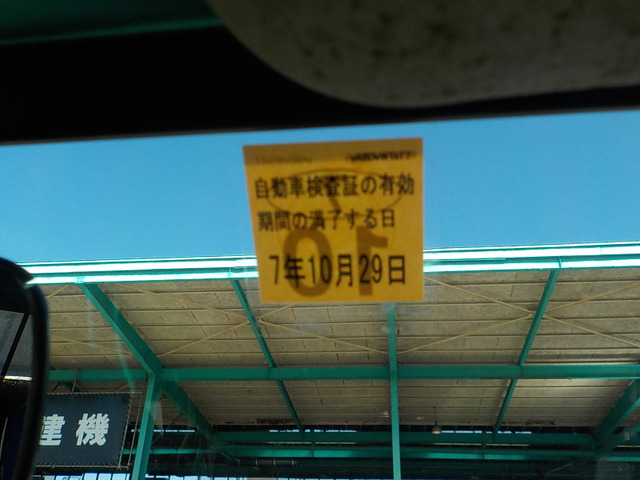 自動車検査証の有効
期間の満了する日
7年10月29日
建機